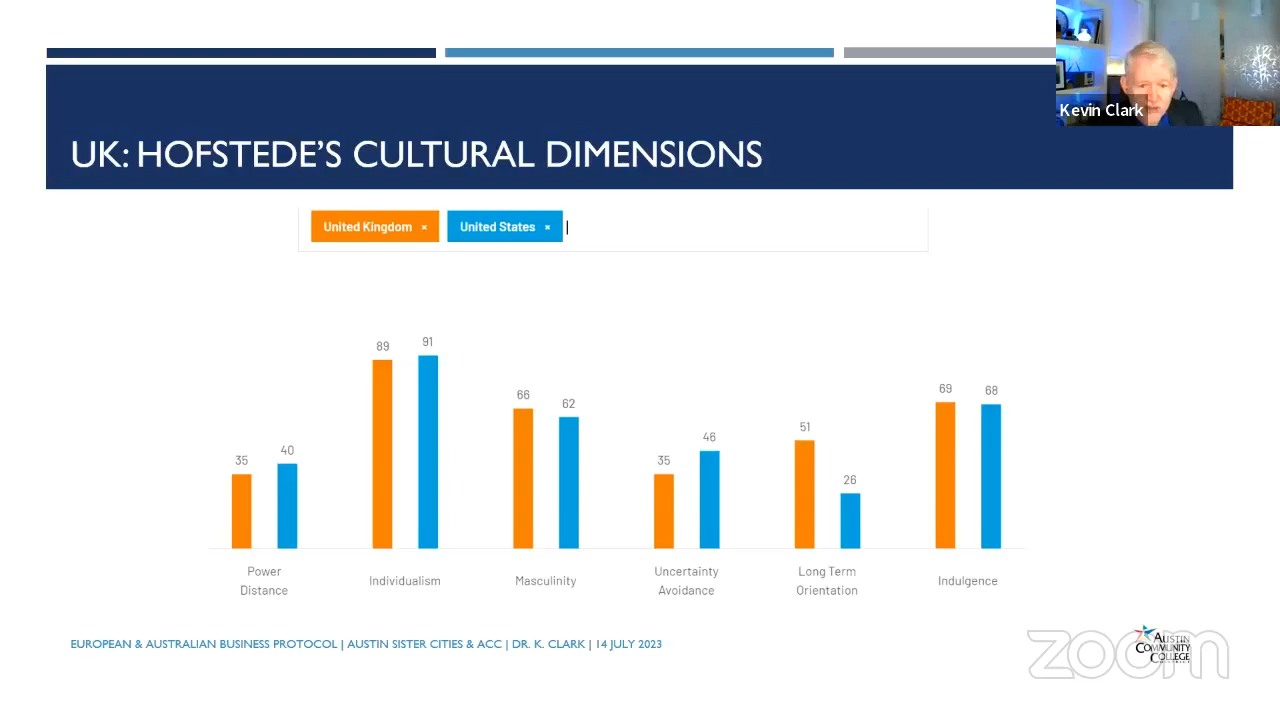 Kevin Clark
UK: HOFSTEDE'S CULTURAL DIMENSIONS
United Kingdom ×
United States ×
35
40
89
91
66
62
35
46
51
26
69
68
Power
Distance
Individualism
Masculinity
Uncertainty
Avoidance
Long Term
Orientation
Indulgence
EUROPEAN & AUSTRALIAN BUSINESS PROTOCOL | AUSTIN SISTER CITIES & ACC | DR. K. CLARK | 14 JULY 2023
AUSTIN
COMMUNITY
COLLEGE
zoom